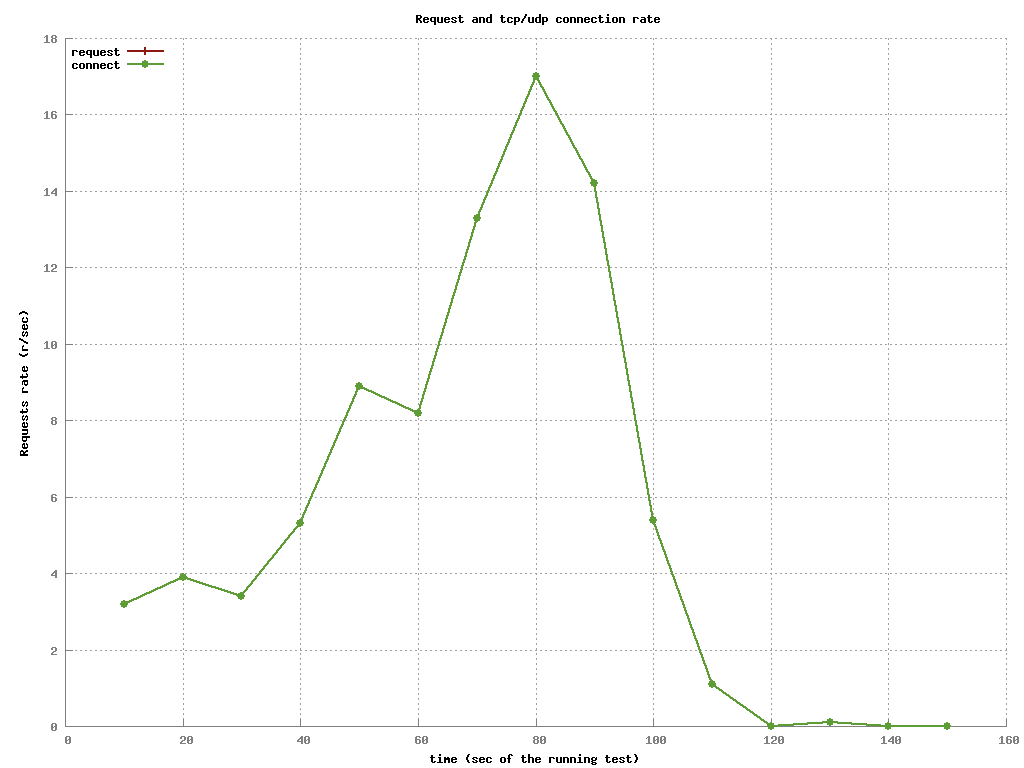 Request and tcp/udp connection rate
request
connect
18
16
14
12
10
8
6
4
2
0
Requests rate (r/sec)
0 20 40 60 80 100 120 140 160
time (sec of the running test)